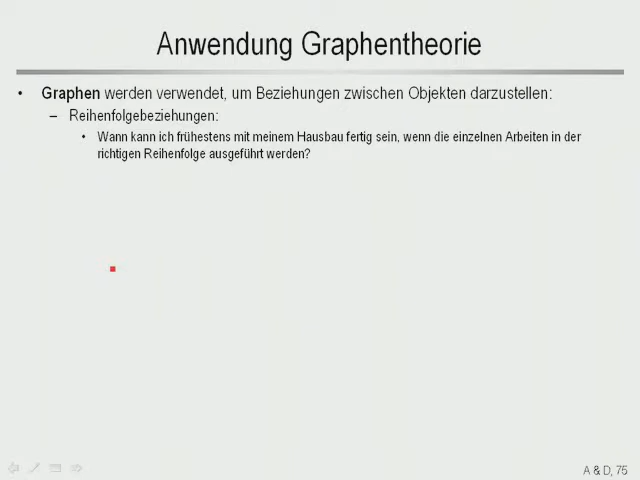 Anwendung Graphentheorie
• Graphen werden verwendet, um Beziehungen zwischen Objekten darzustellen:
– Reihenfolgebeziehungen:
• Wann kann ich frühestens mit meinem Hausbau fertig sein, wenn die einzelnen Arbeiten in der
richtigen Reihenfolge ausgeführt werden?
A & D, 75